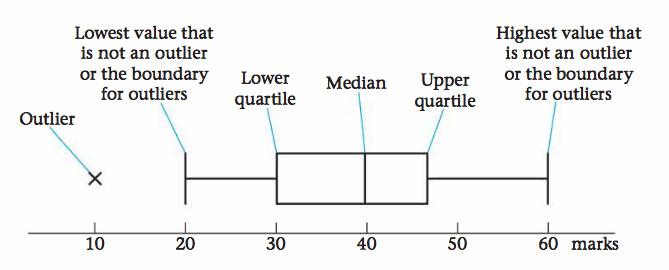 Lowest value that
is not an outlier
or the boundary
for outliers
Highest value that
is not an outlier
or the boundary
for outliers
Lower
quartile
Median
Upper
quartile
Outlier
10 20 30 40 50 60 marks